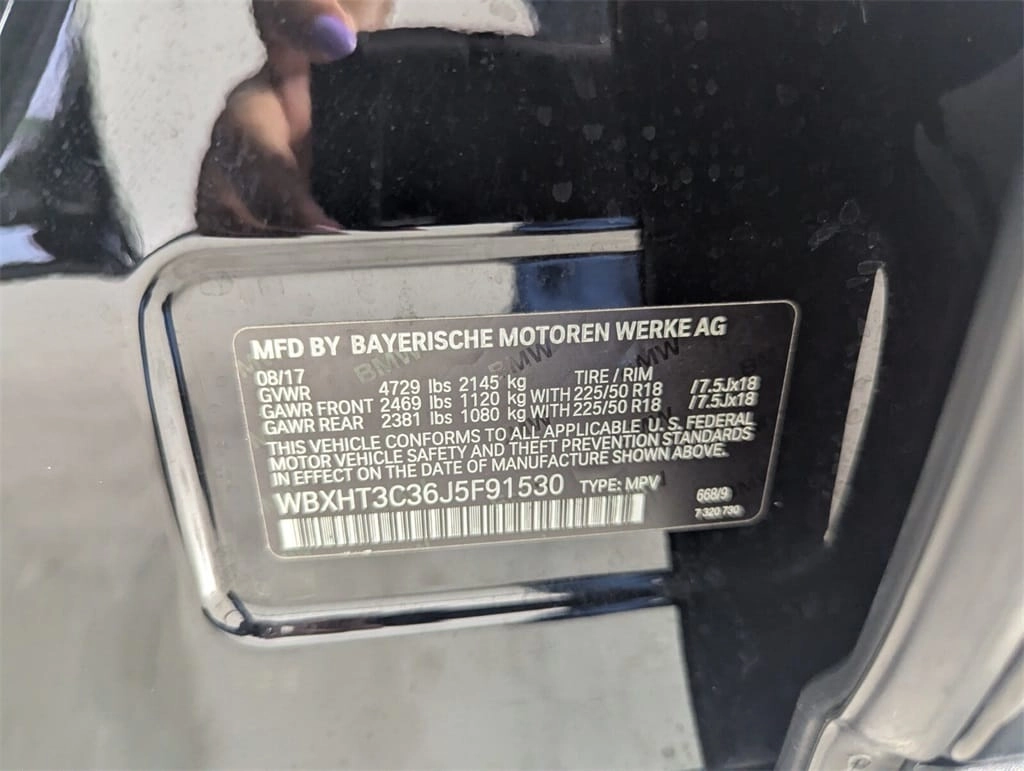 MFD BY BAYERISCHE MOTOREN WERKE AG
08/17 TIRE / RIM
GVWR 4729 lbs 2145 kg
GAWR FRONT 2469 lbs 1120 kg WITH 225/50 R18 /7.5Jx18
GAWR REAR 2381 lbs 1080 kg WITH 225/50 R18 /7.5Jx18
THIS VEHICLE CONFORMS TO ALL APPLICABLE U. S. FEDERAL
MOTOR VEHICLE SAFETY AND THEFT PREVENTION STANDARDS
IN EFFECT ON THE DATE OF MANUFACTURE SHOWN ABOVE.
WBXHT3C36J5F91530 TYPE: MPV 668/9
7 320 730
BMW BMW BMW